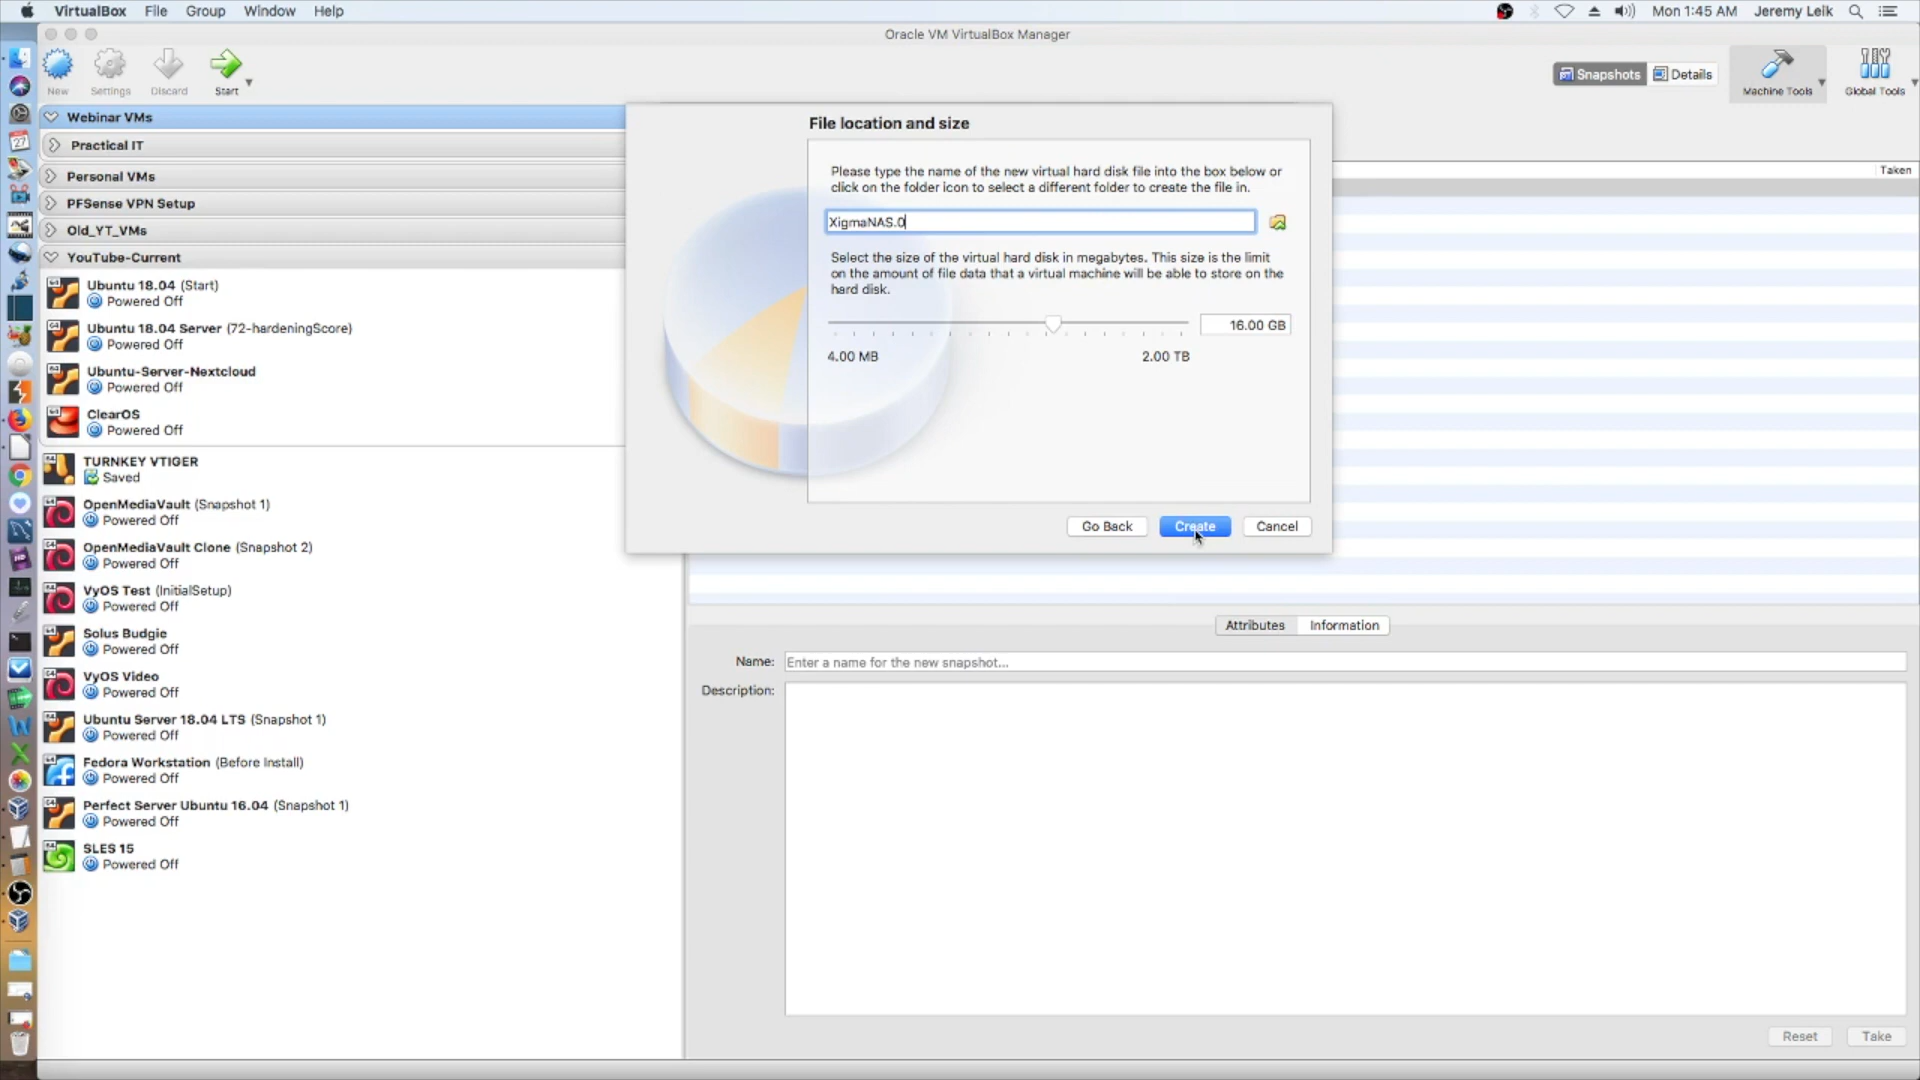 VirtualBox File Group Window Help
Mon 1:45 AM Jeremy Leik
Oracle VM VirtualBox Manager
New Settings Discard Start
Snapshots Details
Machine Tools Global Tools
Webinar VMs
Practical IT
Personal VMs
PFSense VPN Setup
Old_YT_VMs
YouTube-Current
Ubuntu 18.04 (Start)
Powered Off
Ubuntu 18.04 Server (72-hardeningScore)
Powered Off
Ubuntu-Server-Nextcloud
Powered Off
ClearOS
Powered Off
TURNKEY VTIGER
Saved
OpenMediaVault (Snapshot 1)
Powered Off
OpenMediaVault Clone (Snapshot 2)
Powered Off
VyOS Test (InitialSetup)
Powered Off
Solus Budgie
Powered Off
VyOS Video
Powered Off
Ubuntu Server 18.04 LTS (Snapshot 1)
Powered Off
Fedora Workstation (Before Install)
Powered Off
Perfect Server Ubuntu 16.04 (Snapshot 1)
Powered Off
SLES 15
Powered Off
File location and size
Please type the name of the new virtual hard disk file into the box below or
click on the folder icon to select a different folder to create the file in.
XigmaNAS.0
Select the size of the virtual hard disk in megabytes. This size is the limit
on the amount of file data that a virtual machine will be able to store on the
hard disk.
16.00 GB
4.00 MB 2.00 TB
Go Back Create Cancel
Taken
Attributes Information
Name: Enter a name for the new snapshot...
Description:
Reset Take